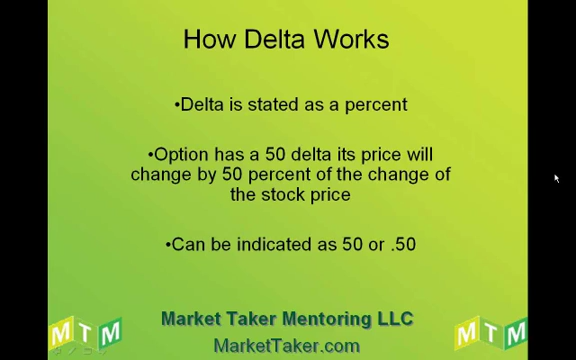 How Delta Works
•Delta is stated as a percent
•Option has a 50 delta its price will
change by 50 percent of the change of
the stock price
•Can be indicated as 50 or .50
Market Taker Mentoring LLC
MTM
MarketTaker.com
MTM